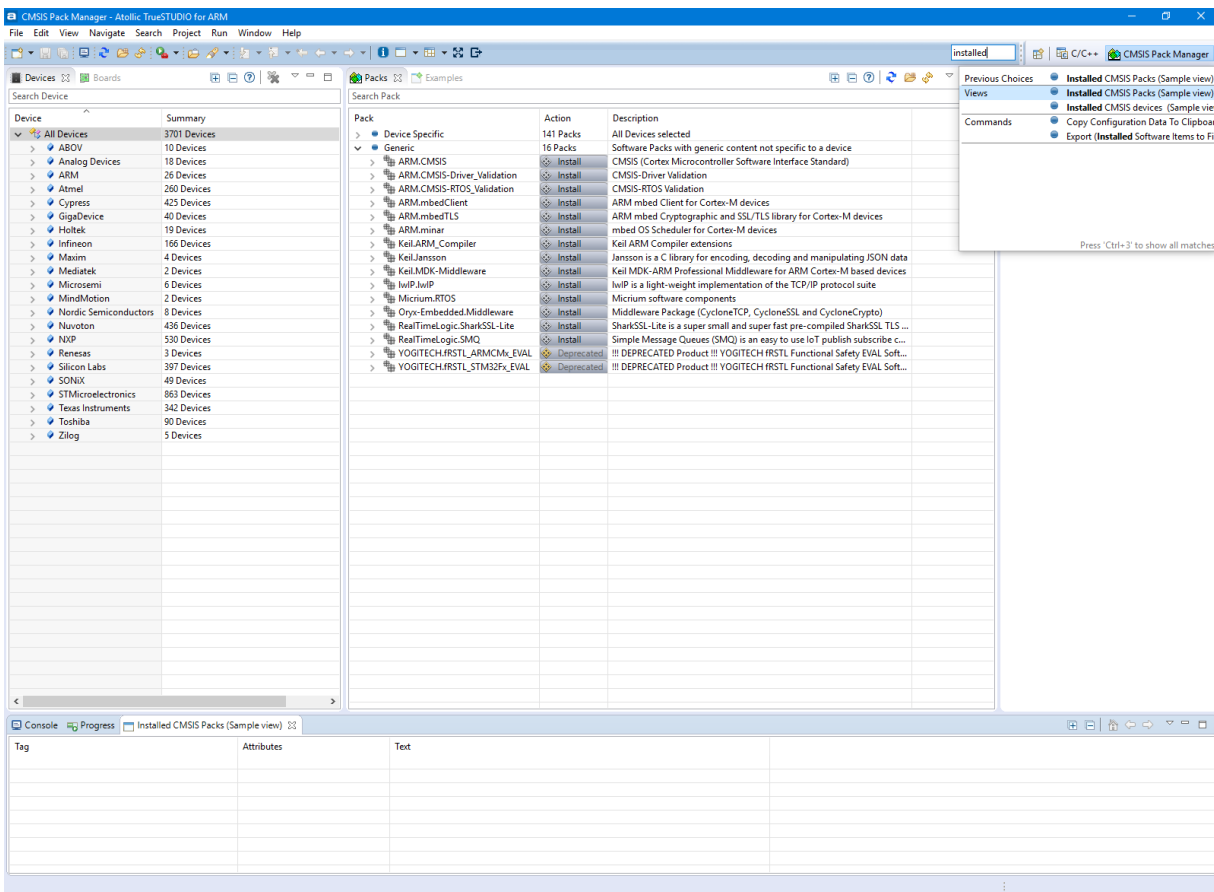 CMSIS Pack Manager - Atollic TrueSTUDIO for ARM
File Edit View Navigate Search Project Run Window Help
installed
C/C++
CMSIS Pack Manager
Devices
Boards
Packs
Examples
Previous Choices Installed CMSIS Packs (Sample view)
Views Installed CMSIS Packs (Sample view)
Installed CMSIS devices (Sample vie
Commands Copy Configuration Data To Clipboar
Export (Installed Software Items to Fi
Press 'Ctrl+3' to show all matches
Search Device
Search Pack
Device Summary
All Devices 3701 Devices
ABOV 10 Devices
Analog Devices 18 Devices
ARM 26 Devices
Atmel 260 Devices
Cypress 425 Devices
GigaDevice 40 Devices
Holtek 19 Devices
Infineon 166 Devices
Maxim 4 Devices
Mediatek 2 Devices
Microsemi 6 Devices
MindMotion 2 Devices
Nordic Semiconductors 8 Devices
Nuvoton 436 Devices
NXP 530 Devices
Renesas 3 Devices
Silicon Labs 397 Devices
SONiX 49 Devices
STMicroelectronics 863 Devices
Texas Instruments 342 Devices
Toshiba 90 Devices
Zilog 5 Devices
Pack Action Description
Device Specific 141 Packs All Devices selected
Generic 16 Packs Software Packs with generic content not specific to a device
ARM.CMSIS Install CMSIS (Cortex Microcontroller Software Interface Standard)
ARM.CMSIS-Driver_Validation Install CMSIS-Driver Validation
ARM.CMSIS-RTOS_Validation Install CMSIS-RTOS Validation
ARM.mbedClient Install ARM mbed Client for Cortex-M devices
ARM.mbedTLS Install ARM mbed Cryptographic and SSL/TLS library for Cortex-M devices
ARM.minar Install mbed OS Scheduler for Cortex-M devices
Keil.ARM_Compiler Install Keil ARM Compiler extensions
Keil.Jansson Install Jansson is a C library for encoding, decoding and manipulating JSON data
Keil.MDK-Middleware Install Keil MDK-ARM Professional Middleware for ARM Cortex-M based devices
lwIP.lwIP Install lwIP is a light-weight implementation of the TCP/IP protocol suite
Micrium.RTOS Install Micrium software components
Oryx-Embedded.Middleware Install Middleware Package (CycloneTCP, CycloneSSL and CycloneCrypto)
RealTimeLogic.SharkSSL-Lite Install SharkSSL-Lite is a super small and super fast pre-compiled SharkSSL TLS ...
RealTimeLogic.SMQ Install Simple Message Queues (SMQ) is an easy to use IoT publish subscribe c...
YOGITECH.fRSTL_ARMCMx_EVAL Deprecated !!! DEPRECATED Product !!! YOGITECH fRSTL Functional Safety EVAL Soft...
YOGITECH.fRSTL_STM32Fx_EVAL Deprecated !!! DEPRECATED Product !!! YOGITECH fRSTL Functional Safety EVAL Soft...
Console Progress Installed CMSIS Packs (Sample view)
Tag Attributes Text